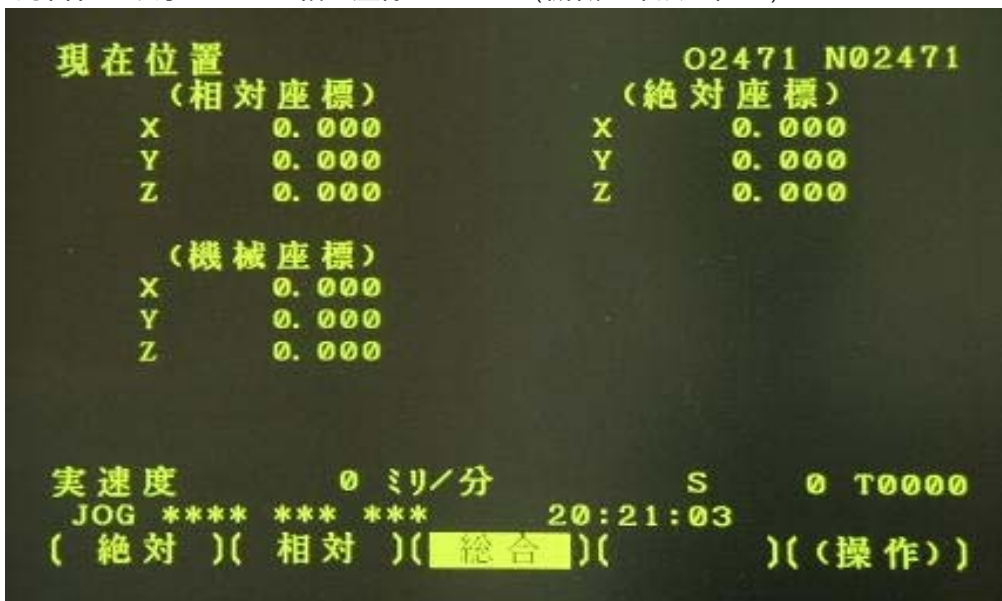 現在位置 O2471 N02471
(相対座標) (絶対座標)
X 0.000 X 0.000
Y 0.000 Y 0.000
Z 0.000 Z 0.000
(機械座標)
X 0.000
Y 0.000
Z 0.000
実速度 0 ミリ/分 S 0 T0000
JOG **** *** *** 20:21:03
( 絶対 )( 相対 )( 総合 )( )( (操作) )